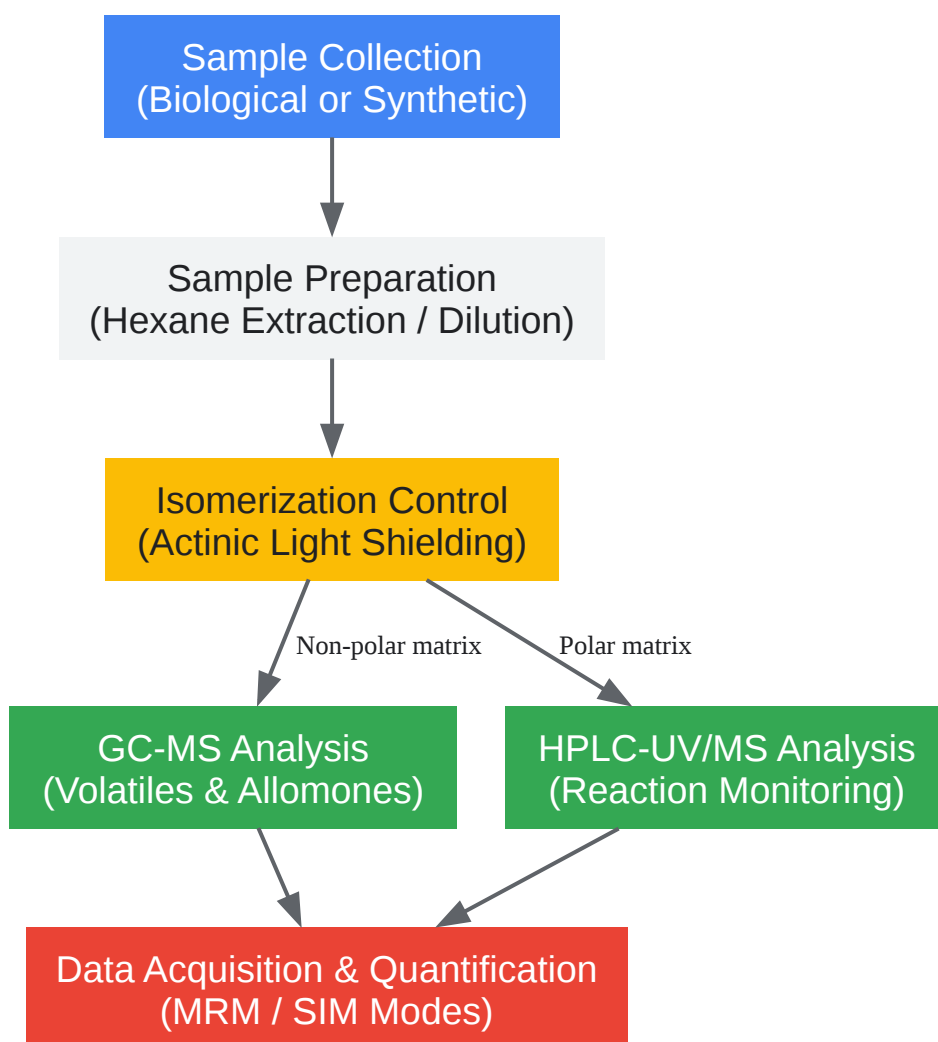 Sample Collection
(Biological or Synthetic)
Sample Preparation
(Hexane Extraction / Dilution)
Isomerization Control
(Actinic Light Shielding)
Non-polar matrix
Polar matrix
GC-MS Analysis
(Volatiles & Allomones)
HPLC-UV/MS Analysis
(Reaction Monitoring)
Data Acquisition & Quantification
(MRM / SIM Modes)